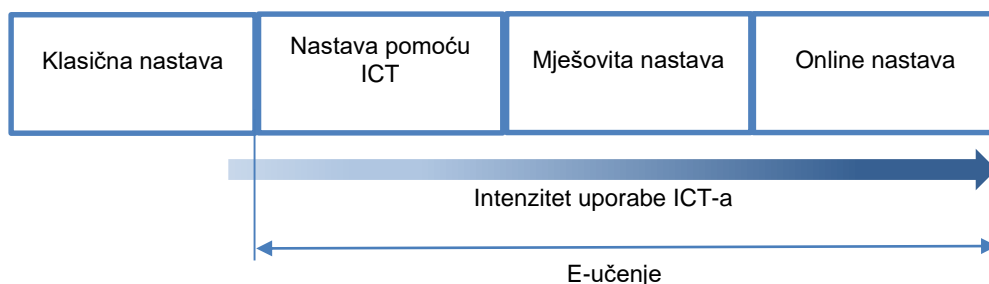 Klasična nastava
Nastava pomoću
ICT
Mješovita nastava
Online nastava
Intenzitet uporabe ICT-a
E-učenje